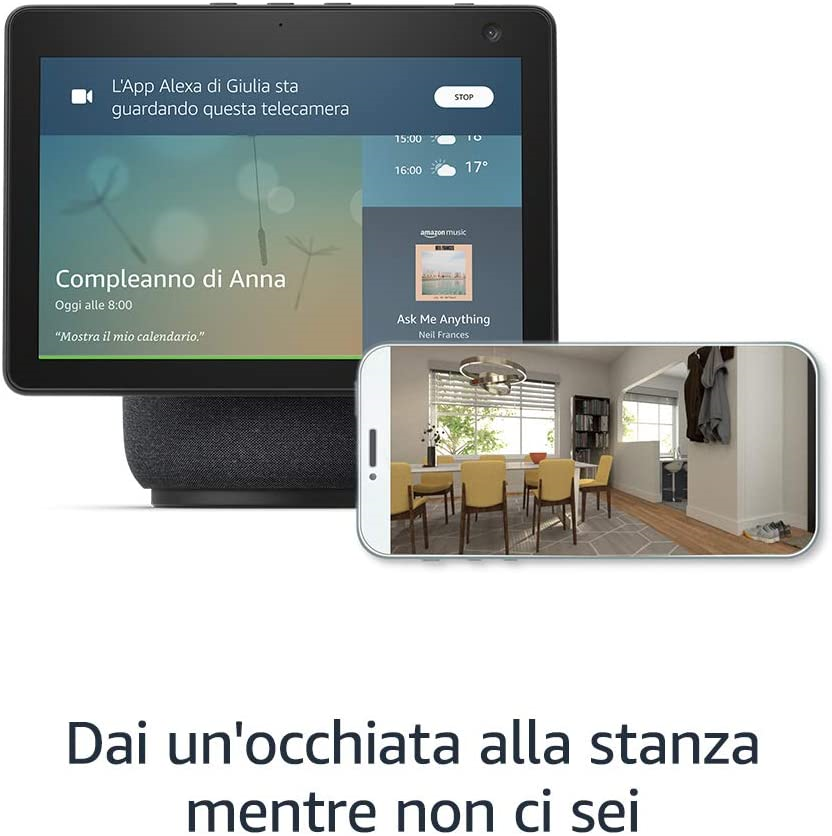 L'App Alexa di Giulia sta
guardando questa telecamera
STOP
15:00
16:00 17°
Compleanno di Anna
Oggi alle 8:00
“Mostra il mio calendario.”
amazon music
NEIL FRANCES
Ask Me Anything
Neil Frances
Dai un'occhiata alla stanza
mentre non ci sei